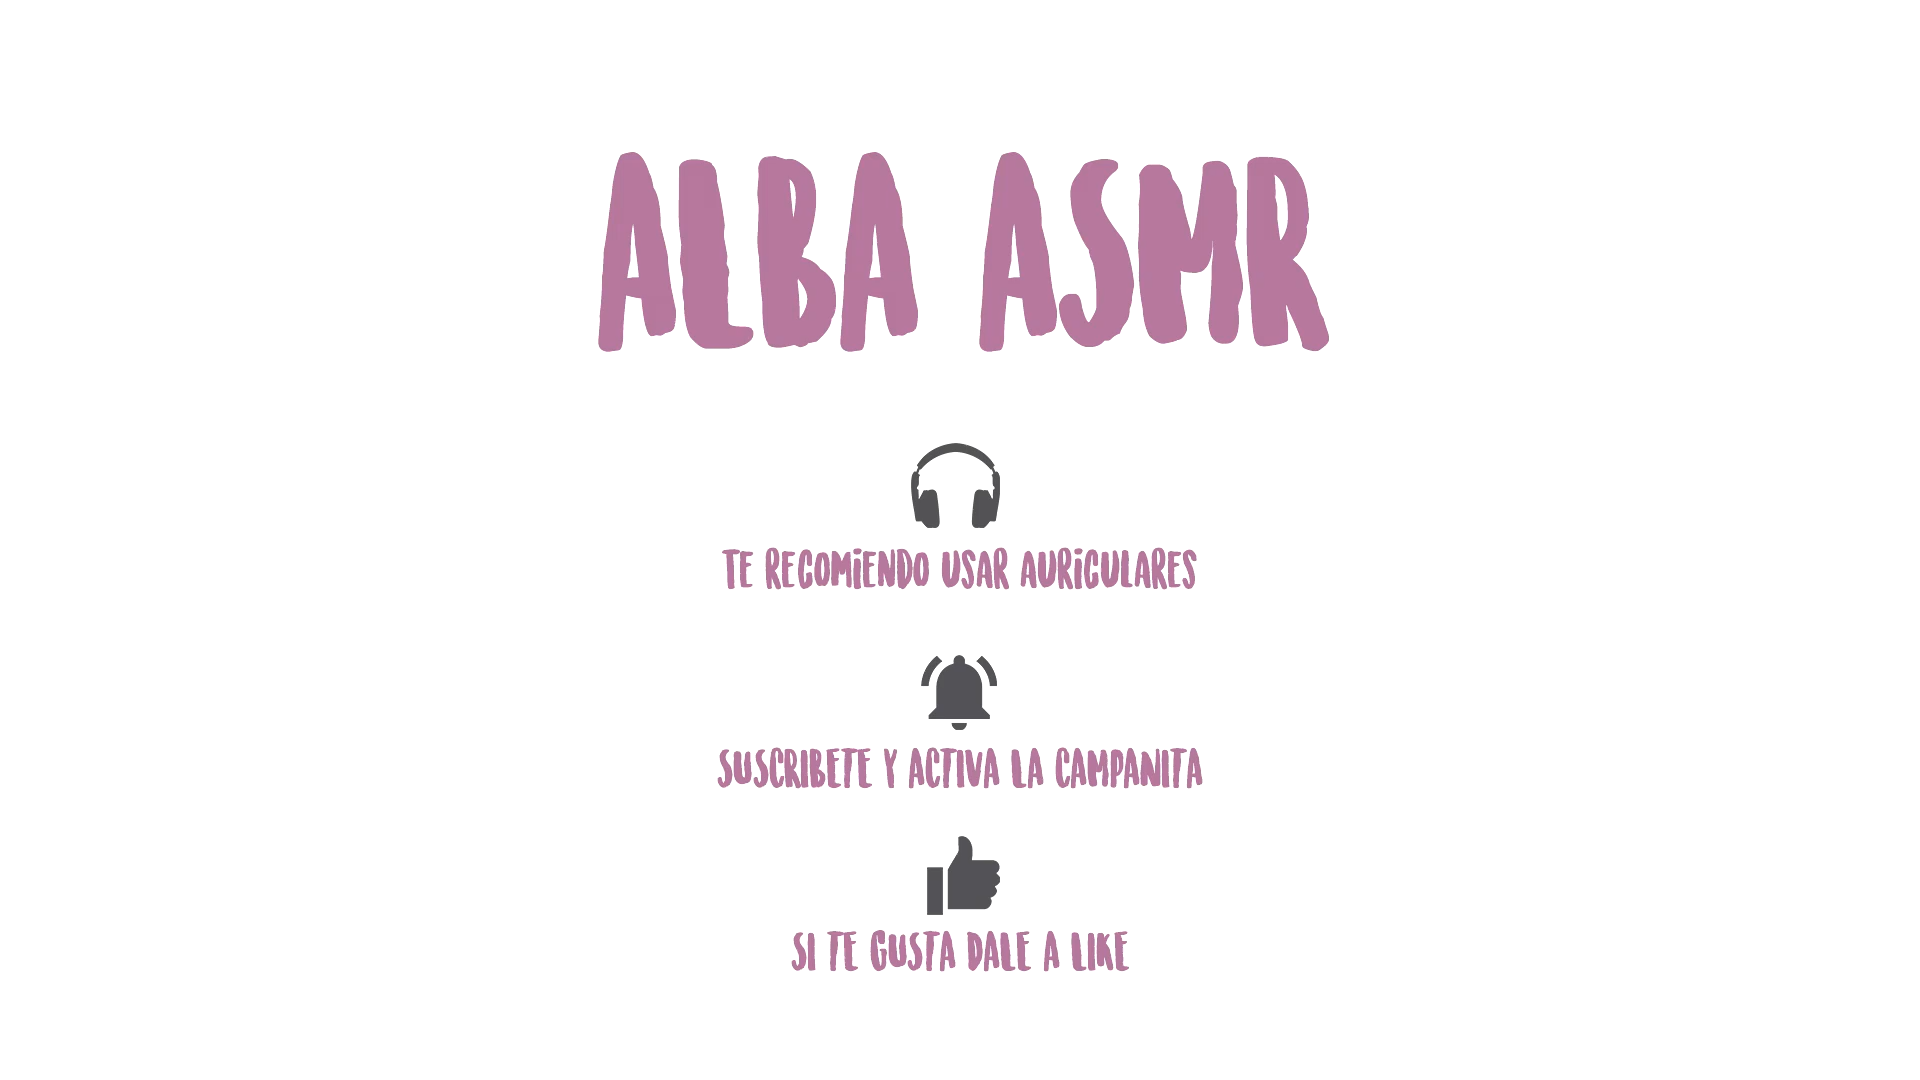 ALBA ASMR
TE RECOMiENDO USAR AURiCULARES
SUSCRIBETE Y ACTIVA LA CAMPANITA
SI TE GUSTA DALE A LIKE